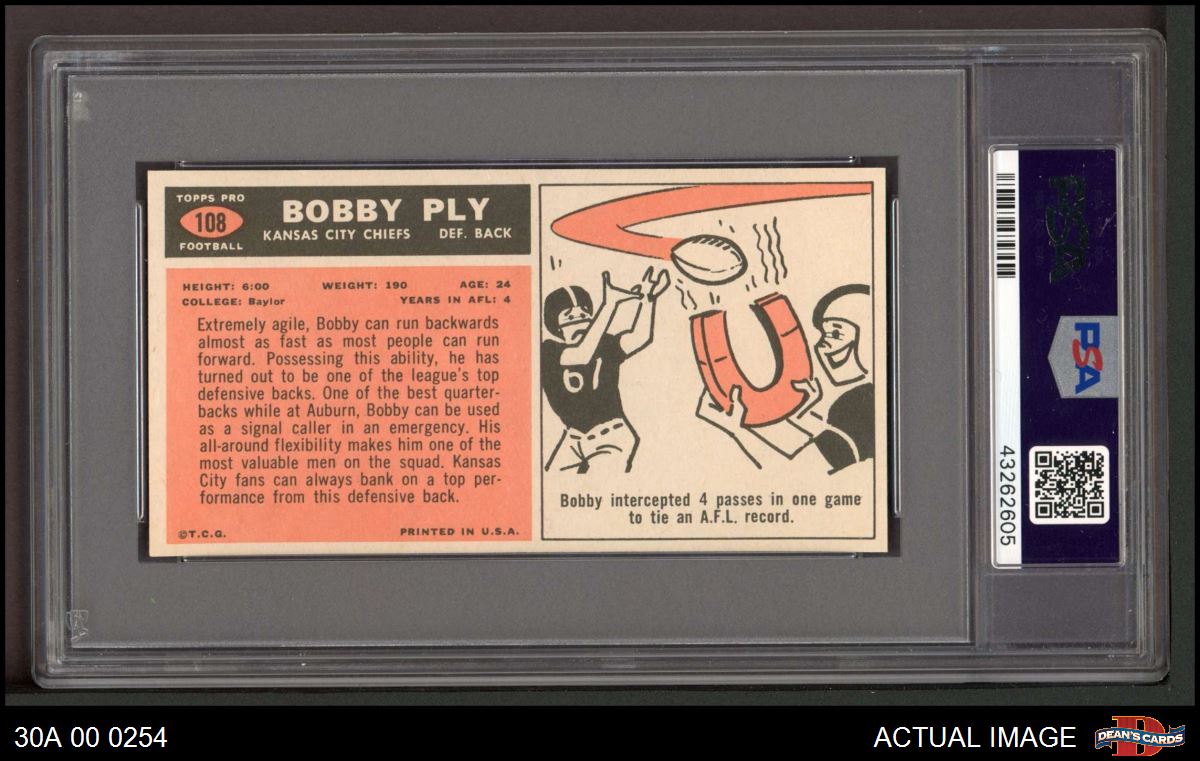 TOPPS PRO
108
FOOTBALL
BOBBY PLY
KANSAS CITY CHIEFS DEF. BACK
HEIGHT: 6:00 WEIGHT: 190 AGE: 24
COLLEGE: Baylor YEARS IN AFL: 4
Extremely agile, Bobby can run backwards
almost as fast as most people can run
forward. Possessing this ability, he has
turned out to be one of the league's top
defensive backs. One of the best quarter-
backs while at Auburn, Bobby can be used
as a signal caller in an emergency. His
all-around flexibility makes him one of the
most valuable men on the squad. Kansas
City fans can always bank on a top per-
formance from this defensive back.
©T.C.G. PRINTED IN U.S.A.
61
Bobby intercepted 4 passes in one game
to tie an A.F.L. record.
PSA
PSA
43262605
30A 00 0254
ACTUAL IMAGE
D
DEAN'S CARDS